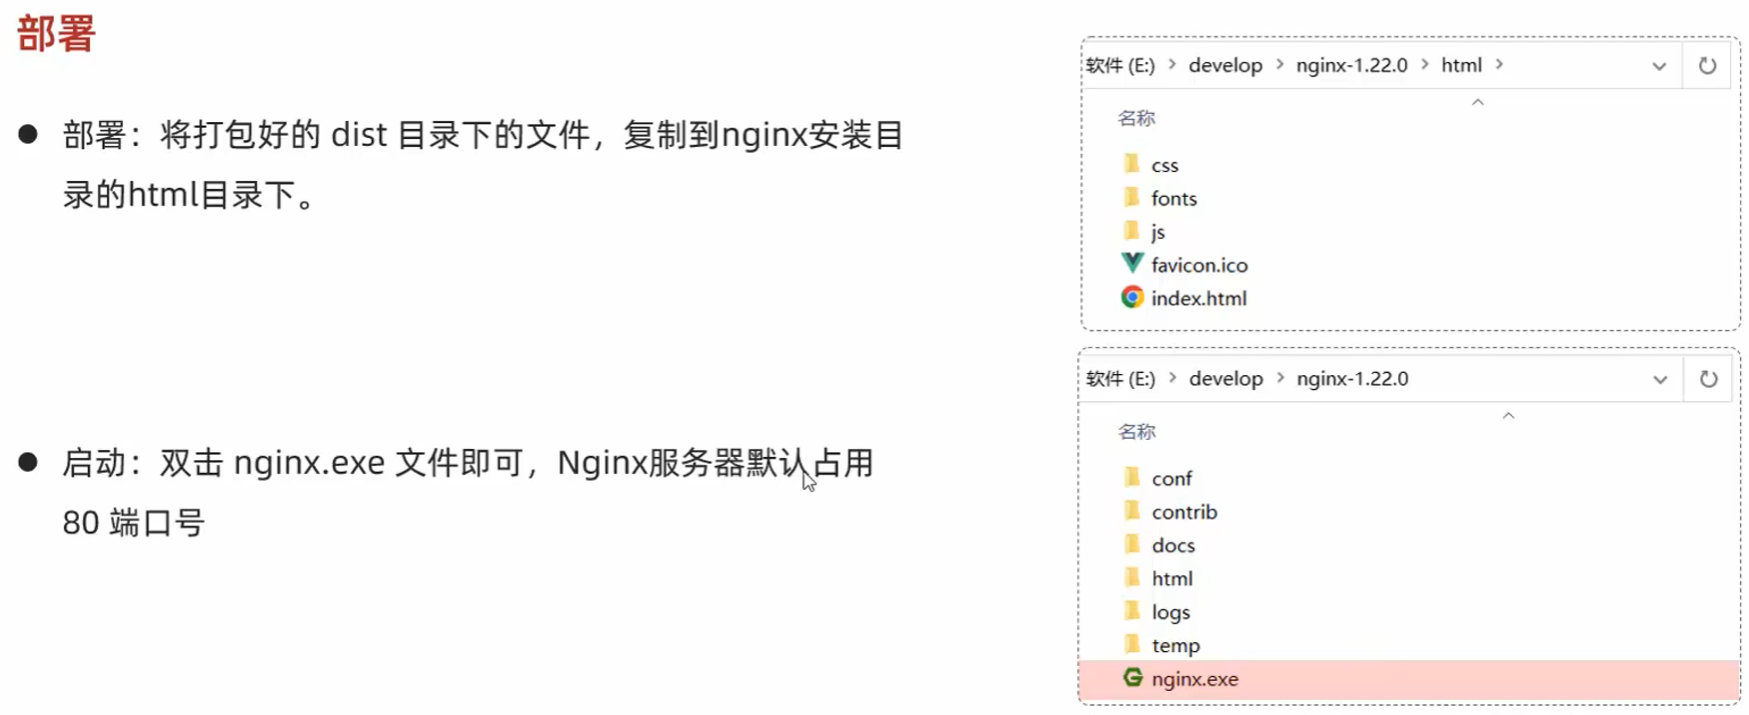 部署
● 部署：将打包好的 dist 目录下的文件，复制到nginx安装目
录的html目录下。
● 启动：双击 nginx.exe 文件即可，Nginx服务器默认占用
80 端口号
软件 (E:) > develop > nginx-1.22.0 > html >
名称
css
fonts
js
favicon.ico
index.html
软件 (E:) > develop > nginx-1.22.0
名称
conf
contrib
docs
html
logs
temp
nginx.exe